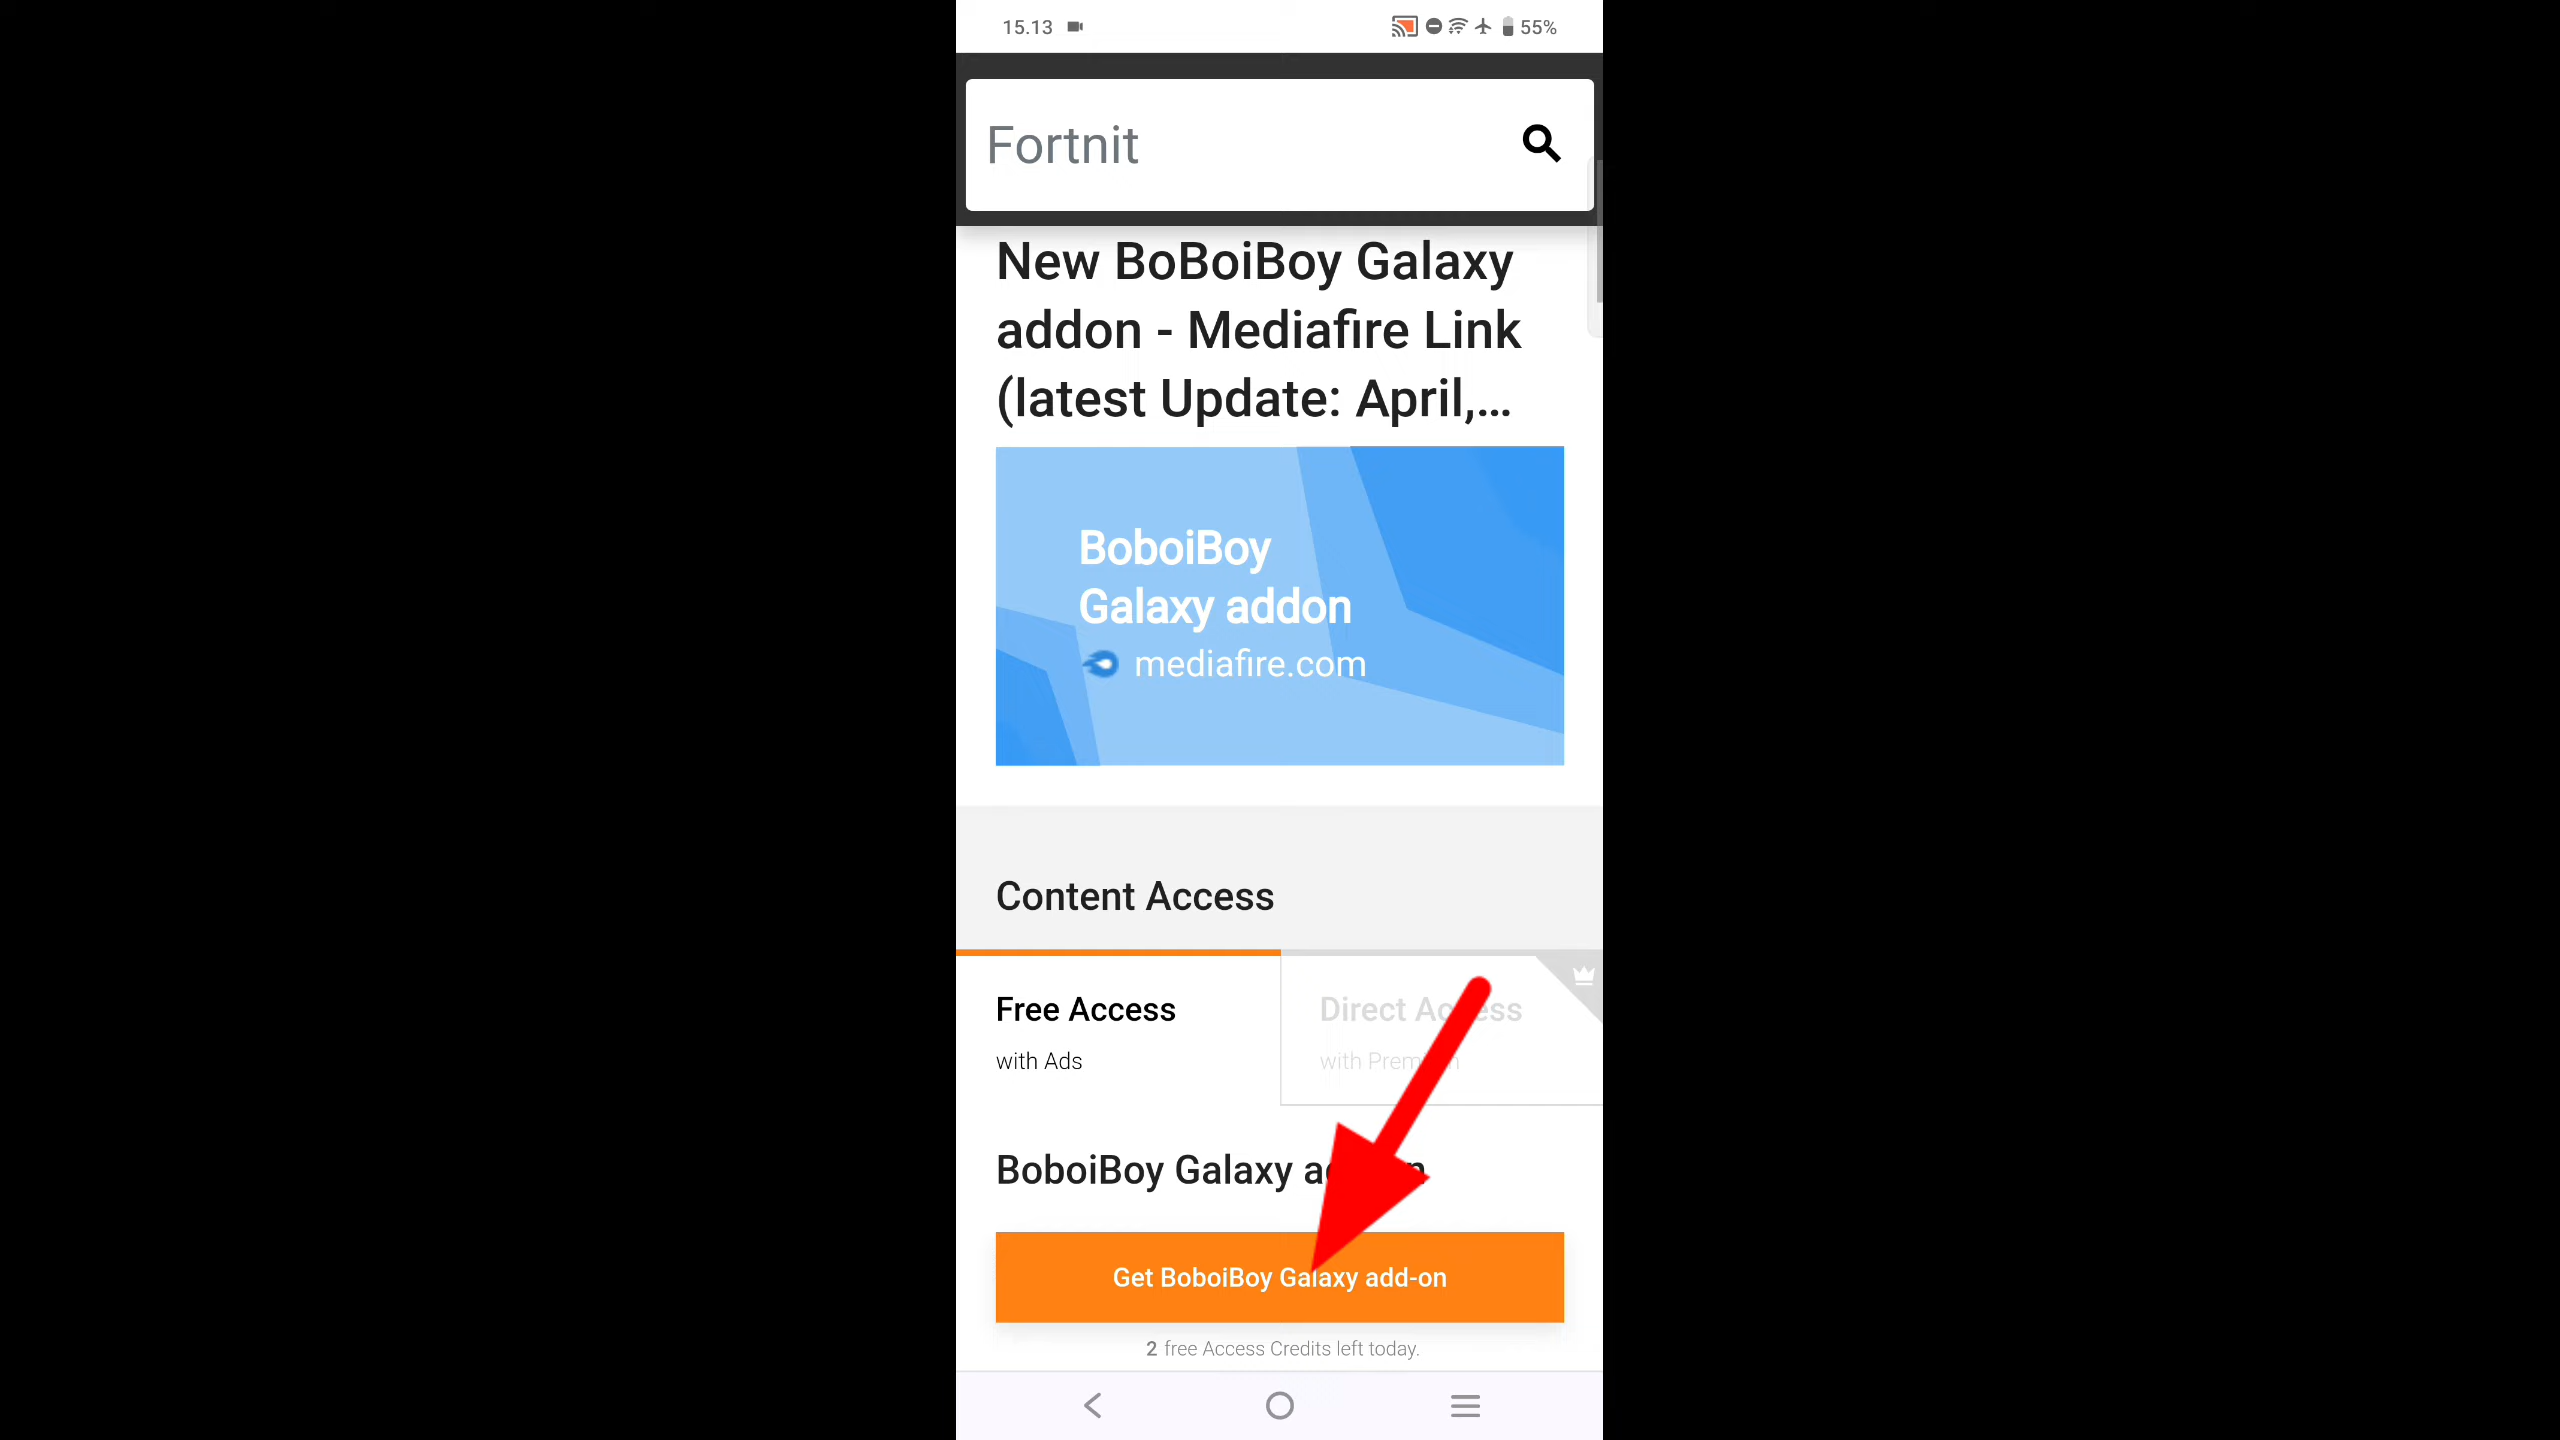 15.13
55%
Fortnit
New BoBoiBoy Galaxy
addon - Mediafire Link
(latest Update: April,...
BoboiBoy
Galaxy addon
mediafire.com
Content Access
Free Access
with Ads
Direct Access
with Premium
BoboiBoy Galaxy addon
Get BoboiBoy Galaxy add-on
2 free Access Credits left today.